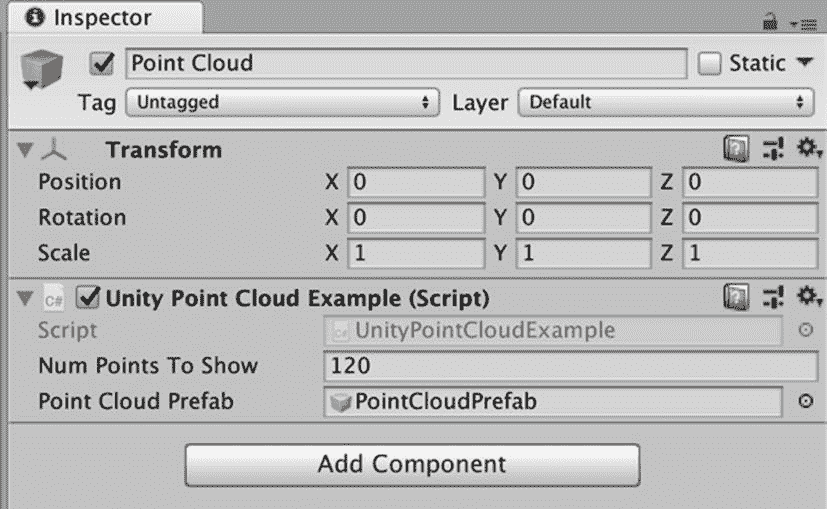 Inspector
Point Cloud Static
Tag Untagged Layer Default
Transform
Position X 0 Y 0 Z 0
Rotation X 0 Y 0 Z 0
Scale X 1 Y 1 Z 1
C# Unity Point Cloud Example (Script)
Script C# UnityPointCloudExample
Num Points To Show 120
Point Cloud Prefab PointCloudPrefab
Add Component